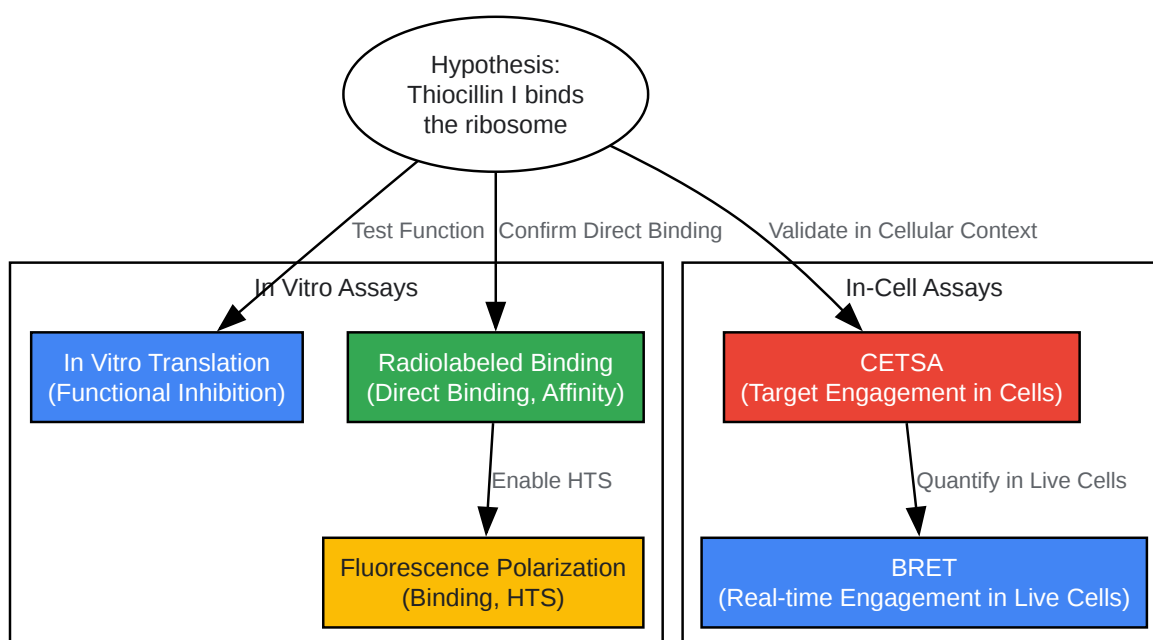 Hypothesis:
Thiocillin I binds
the ribosome
Test Function
Confirm Direct Binding
Validate in Cellular Context
In Vitro Assays
In-Cell Assays
In Vitro Translation
(Functional Inhibition)
Radiolabeled Binding
(Direct Binding, Affinity)
CETSA
(Target Engagement in Cells)
Enable HTS
Quantify in Live Cells
Fluorescence Polarization
(Binding, HTS)
BRET
(Real-time Engagement in Live Cells)